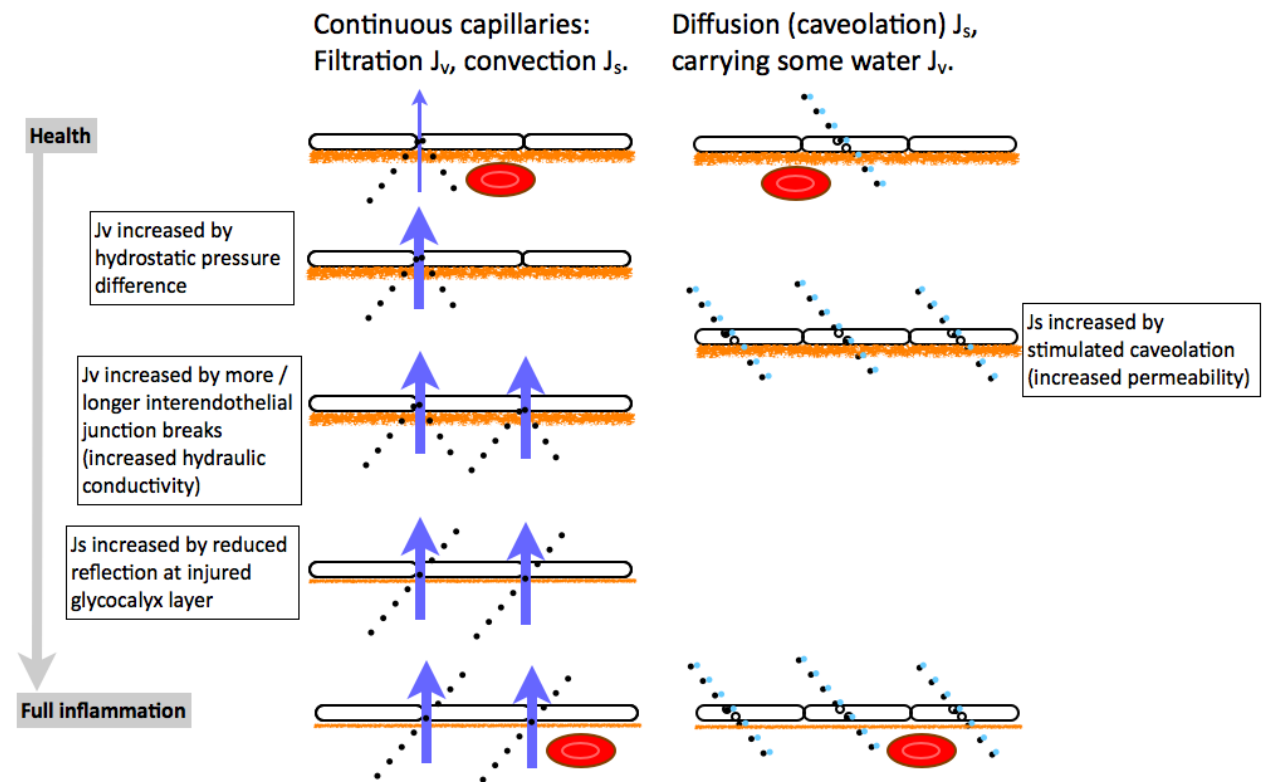 Continuous capillaries:
Filtration Jv, convection Js.
Diffusion (caveolation) Js,
carrying some water Jv.
Health
Jv increased by
hydrostatic pressure
difference
Js increased by
stimulated caveolation
(increased permeability)
Jv increased by more /
longer interendothelial
junction breaks
(increased hydraulic
conductivity)
Js increased by reduced
reflection at injured
glycocalyx layer
Full inflammation